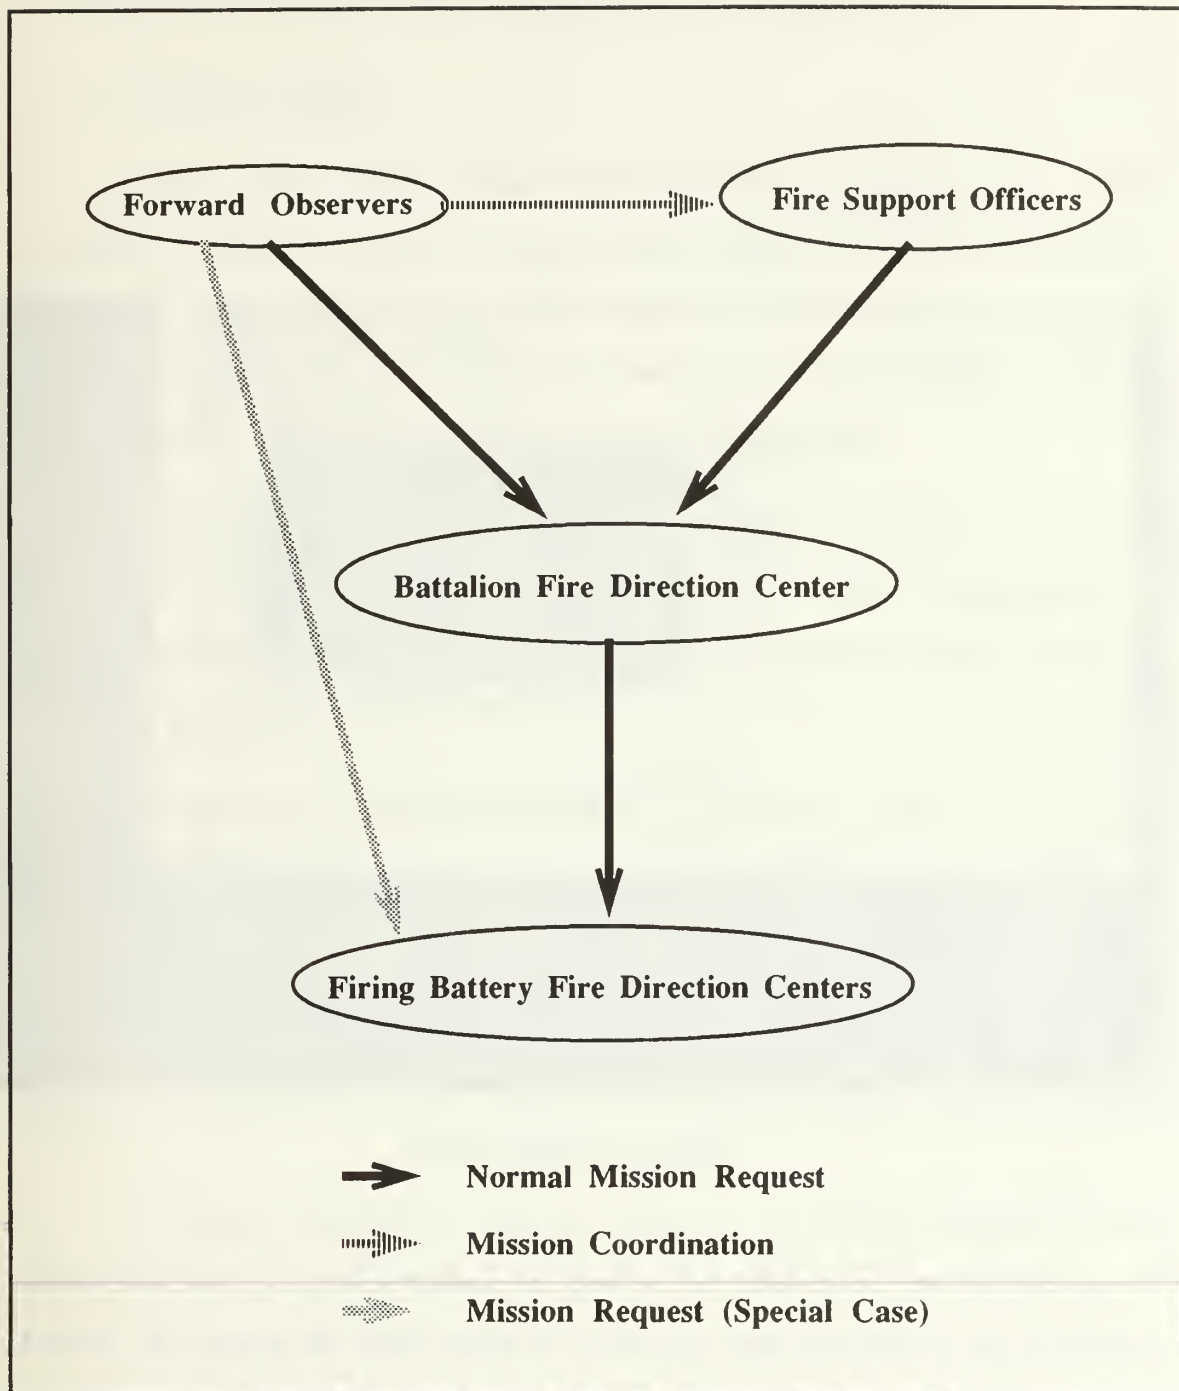 Forward Observers
Fire Support Officers
Battalion Fire Direction Center
Firing Battery Fire Direction Centers
Normal Mission Request
Mission Coordination
Mission Request (Special Case)